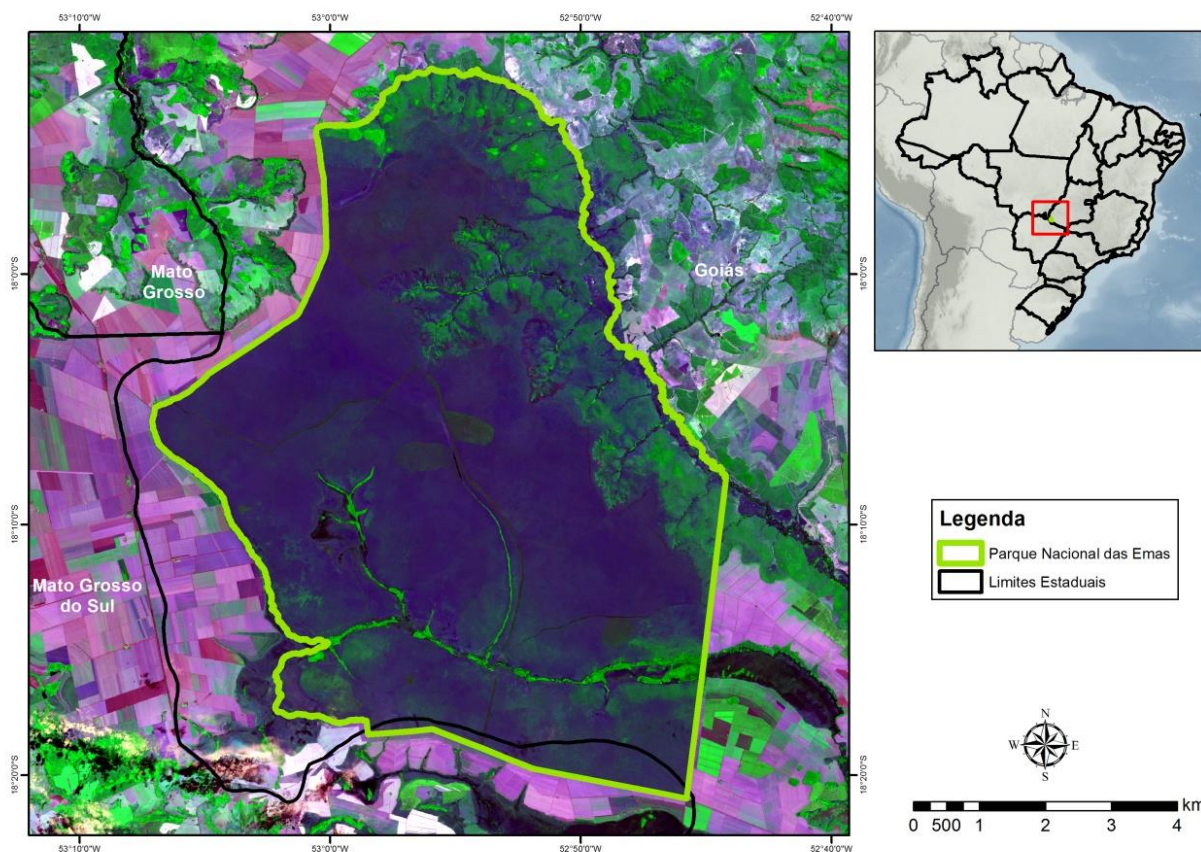 53°10'0"W
53°0'0"W
52°50'0"W
52°40'0"W
18°0'0"S
18°0'0"S
Mato
Grosso
Goiás
18°10'0"S
18°10'0"S
Mato Grosso
do Sul
18°20'0"S
18°20'0"S
53°10'0"W
53°0'0"W
52°50'0"W
52°40'0"W
Legenda
Parque Nacional das Emas
Limites Estaduais
N
W E
S
km
0 500 1 2 3 4